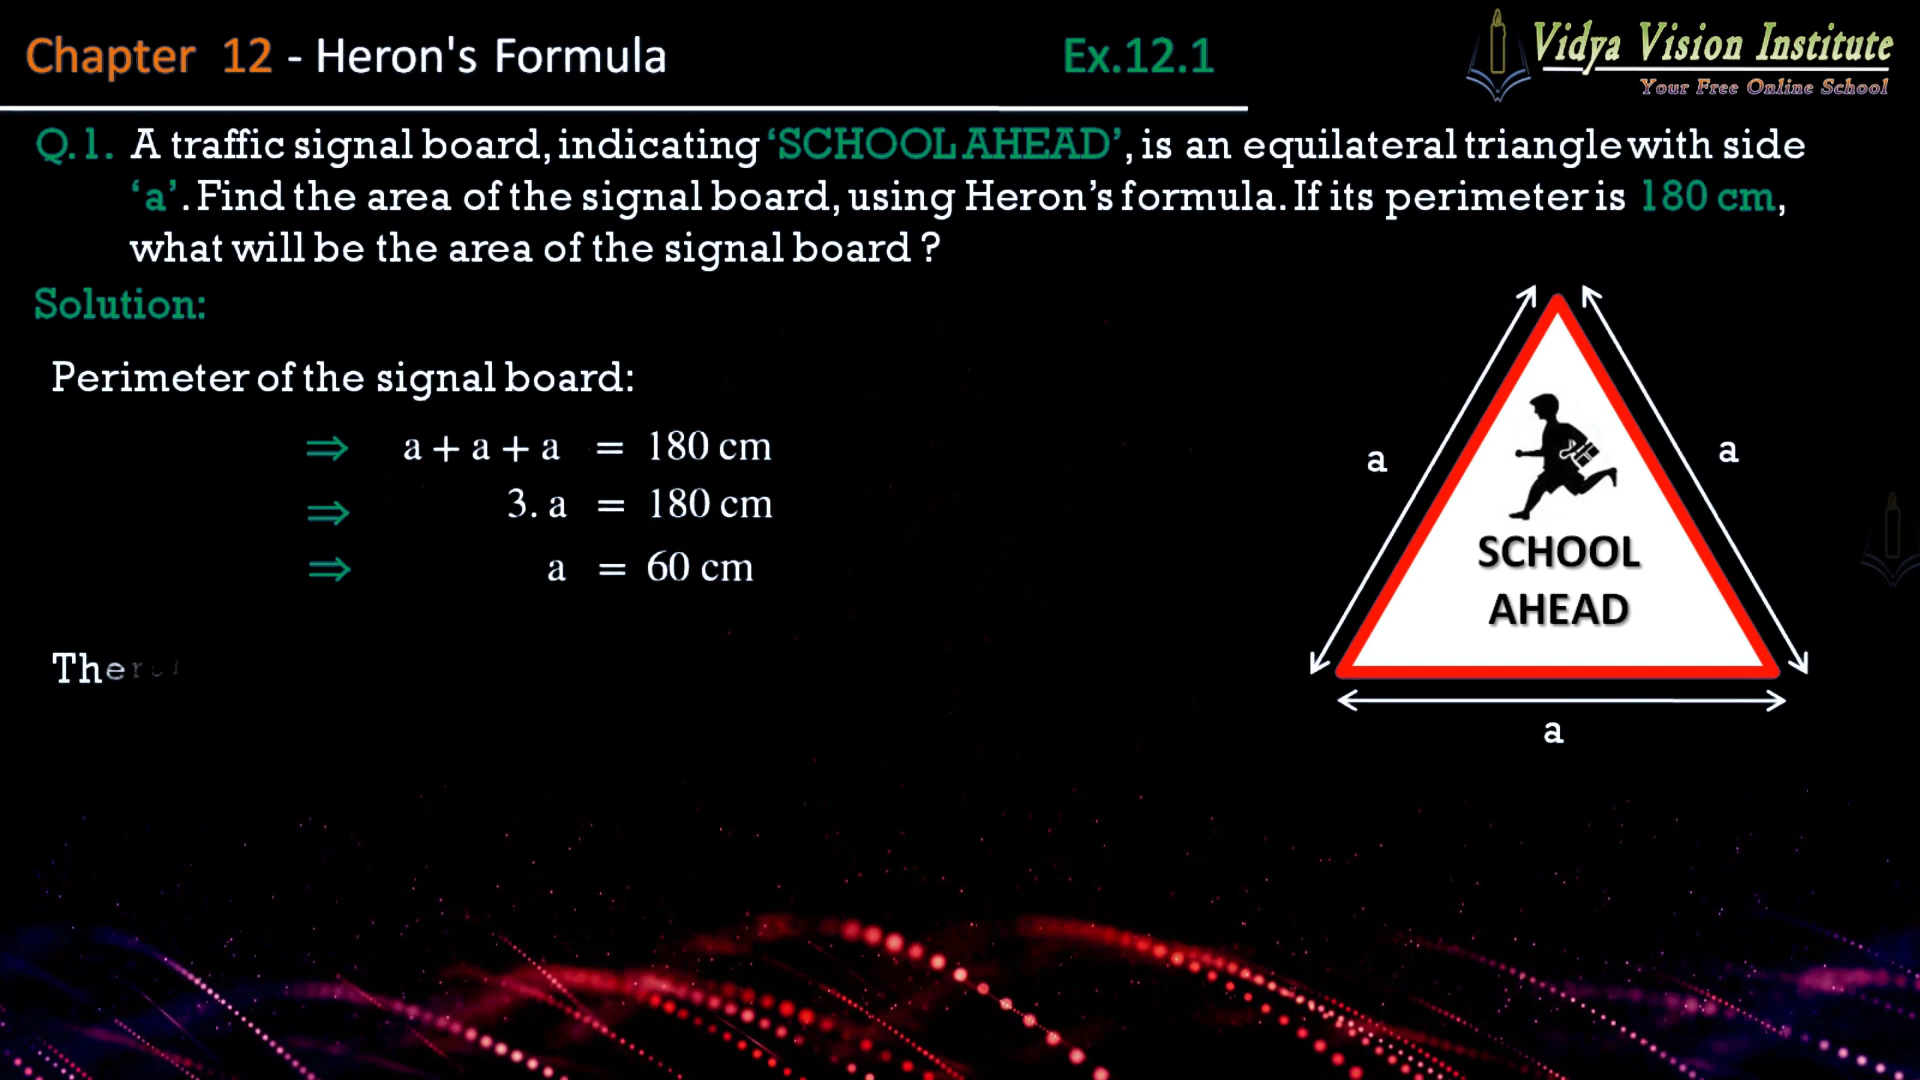 Chapter 12 - Heron's Formula
Ex.12.1
Vidya Vision Institute
Your Free Online School
Q.1. A traffic signal board, indicating ‘SCHOOL AHEAD’, is an equilateral triangle with side
‘a’. Find the area of the signal board, using Heron’s formula. If its perimeter is 180 cm,
what will be the area of the signal board ?
Solution:
Perimeter of the signal board:
⇒ a + a + a = 180 cm
⇒ 3. a = 180 cm
⇒ a = 60 cm
a
a
SCHOOL
AHEAD
a